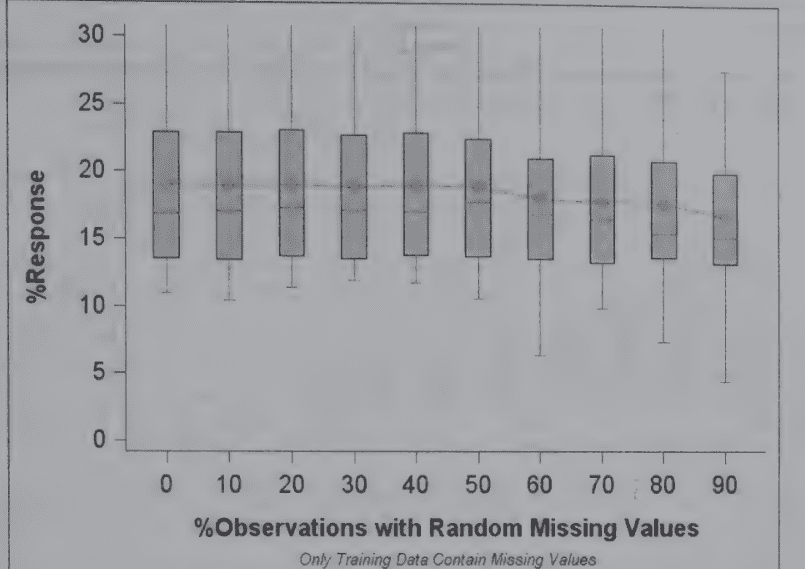 30
25
20
15
10
5
0
%Response
0 10 20 30 40 50 60 70 80 90
%Observations with Random Missing Values
Only Training Data Contain Missing Values